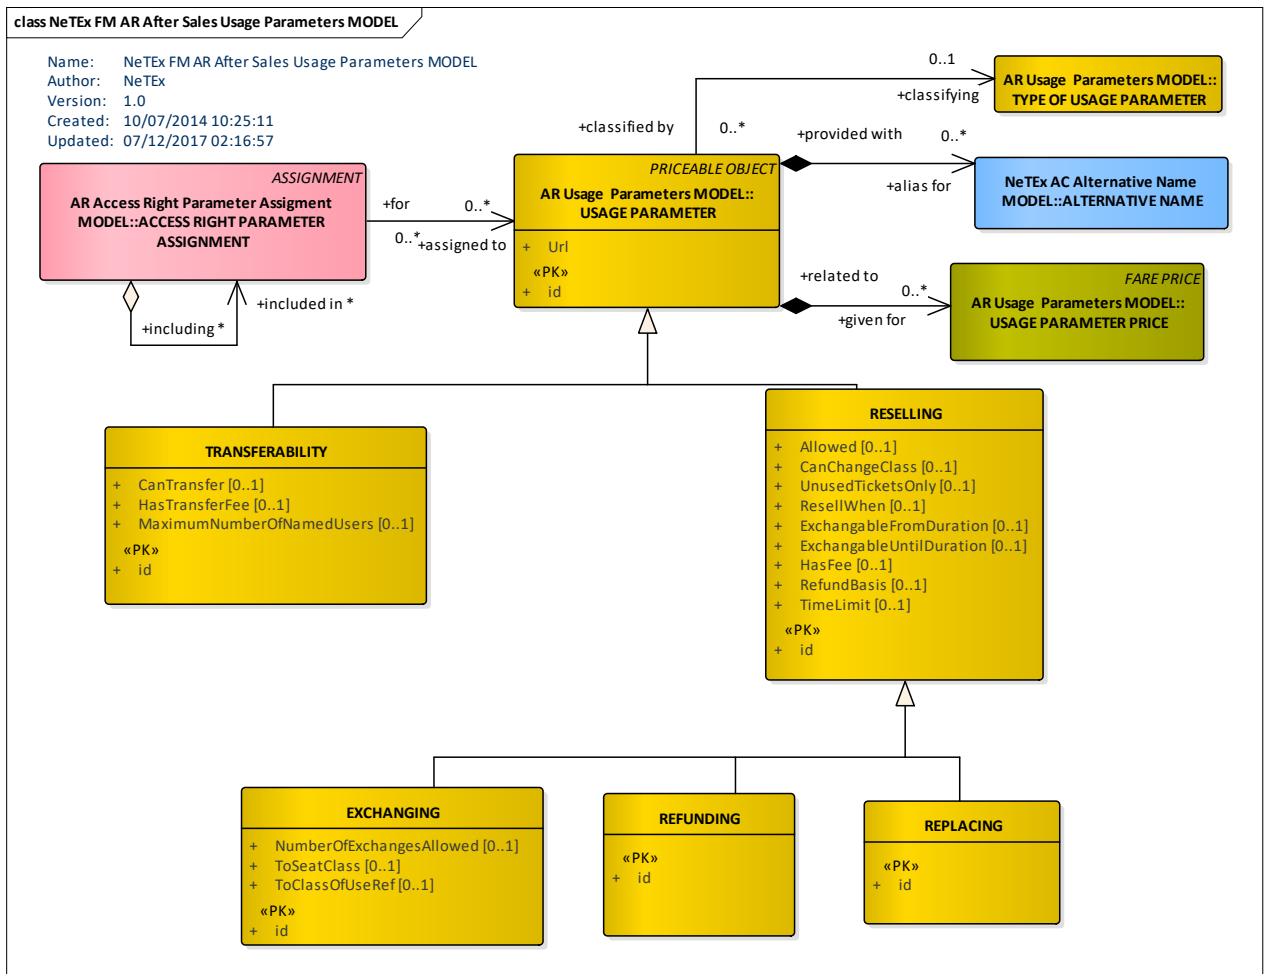 class NeTEx FM AR After Sales Usage Parameters MODEL
Name: NeTEx FM AR After Sales Usage Parameters MODEL
Author: NeTEx
Version: 1.0
Created: 10/07/2014 10:25:11
Updated: 07/12/2017 02:16:57
0..1
+classifying
AR Usage Parameters MODEL::
TYPE OF USAGE PARAMETER
+classified by
0..*
+provided with
0..*
+alias for
NeTEx AC Alternative Name
MODEL::ALTERNATIVE NAME
ASSIGNMENT
AR Access Right Parameter Assigment
MODEL::ACCESS RIGHT PARAMETER
ASSIGNMENT
+for
0..*
0..*
+assigned to
+included in *
+including *
PRICEABLE OBJECT
AR Usage Parameters MODEL::
USAGE PARAMETER
+ Url
«PK»
+ id
+related to
0..*
+given for
FARE PRICE
AR Usage Parameters MODEL::
USAGE PARAMETER PRICE
TRANSFERABILITY
+ CanTransfer [0..1]
+ HasTransferFee [0..1]
+ MaximumNumberOfNamedUsers [0..1]
«PK»
+ id
RESELLING
+ Allowed [0..1]
+ CanChangeClass [0..1]
+ UnusedTicketsOnly [0..1]
+ ResellWhen [0..1]
+ ExchangableFromDuration [0..1]
+ ExchangableUntilDuration [0..1]
+ HasFee [0..1]
+ RefundBasis [0..1]
+ TimeLimit [0..1]
«PK»
+ id
EXCHANGING
+ NumberOfExchangesAllowed [0..1]
+ ToSeatClass [0..1]
+ ToClassOfUseRef [0..1]
«PK»
+ id
REFUNDING
«PK»
+ id
REPLACING
«PK»
+ id